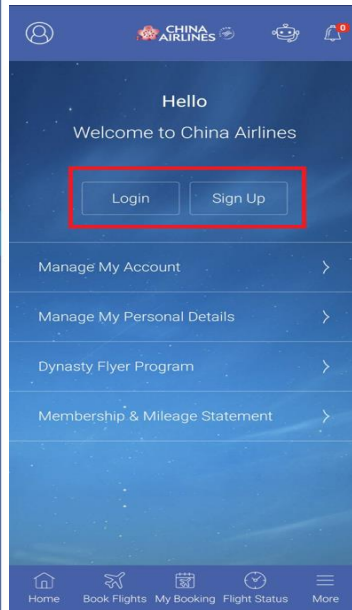 CHINA AIRLINES
0
Hello
Welcome to China Airlines
Login Sign Up
Manage My Account
Manage My Personal Details
Dynasty Flyer Program
Membership & Mileage Statement
Home Book Flights My Booking Flight Status More